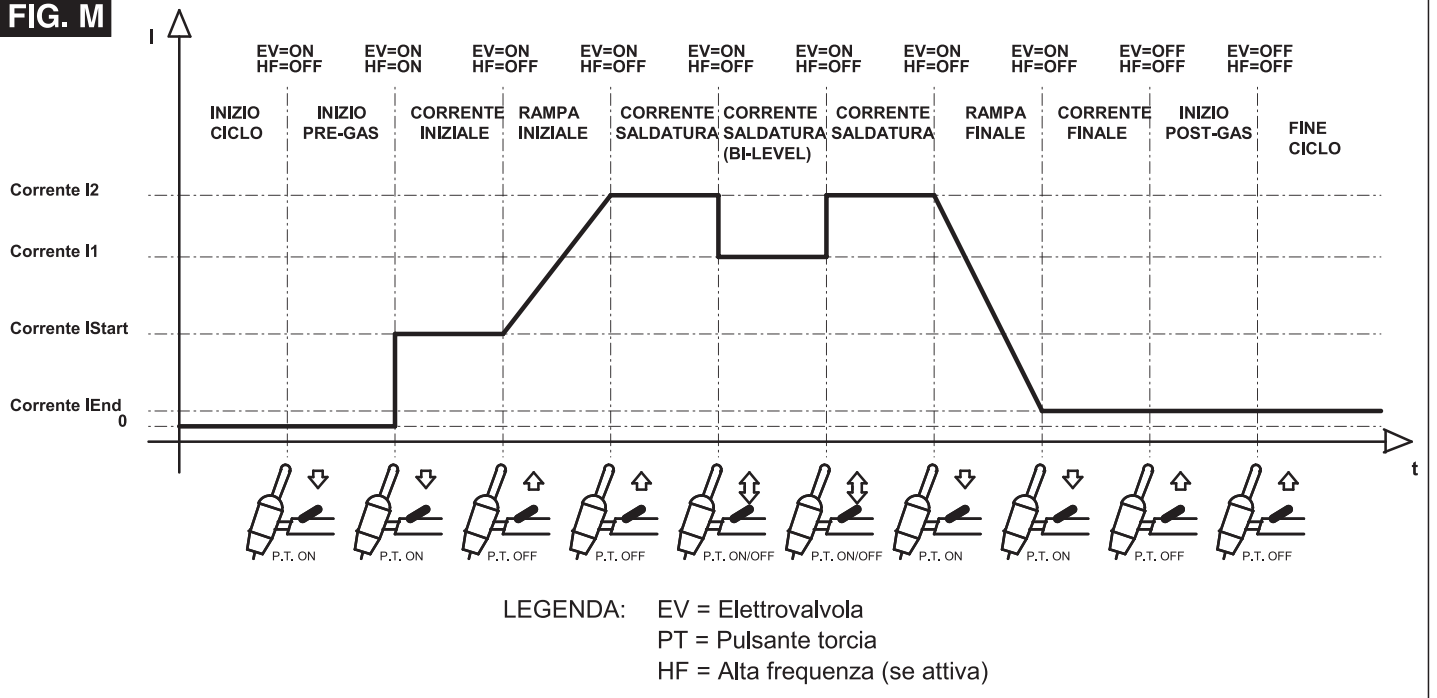 FIG. M
I
EV=ON EV=ON EV=ON EV=ON EV=ON EV=ON EV=ON EV=ON EV=OFF EV=OFF
HF=OFF HF=ON HF=OFF HF=OFF HF=OFF HF=OFF HF=OFF HF=OFF HF=OFF HF=OFF
INIZIO CICLO
INIZIO PRE-GAS
CORRENTE INIZIALE
RAMPA INIZIALE
CORRENTE SALDATURA
CORRENTE SALDATURA (BI-LEVEL)
CORRENTE SALDATURA
RAMPA FINALE
CORRENTE FINALE
INIZIO POST-GAS
FINE CICLO
Corrente I2
Corrente I1
Corrente IStart
Corrente IEnd
0
t
P.T. ON P.T. ON P.T. OFF P.T. OFF P.T. ON/OFF P.T. ON/OFF P.T. ON P.T. ON P.T. OFF P.T. OFF
LEGENDA: EV = Elettrovalvola
PT = Pulsante torcia
HF = Alta frequenza (se attiva)